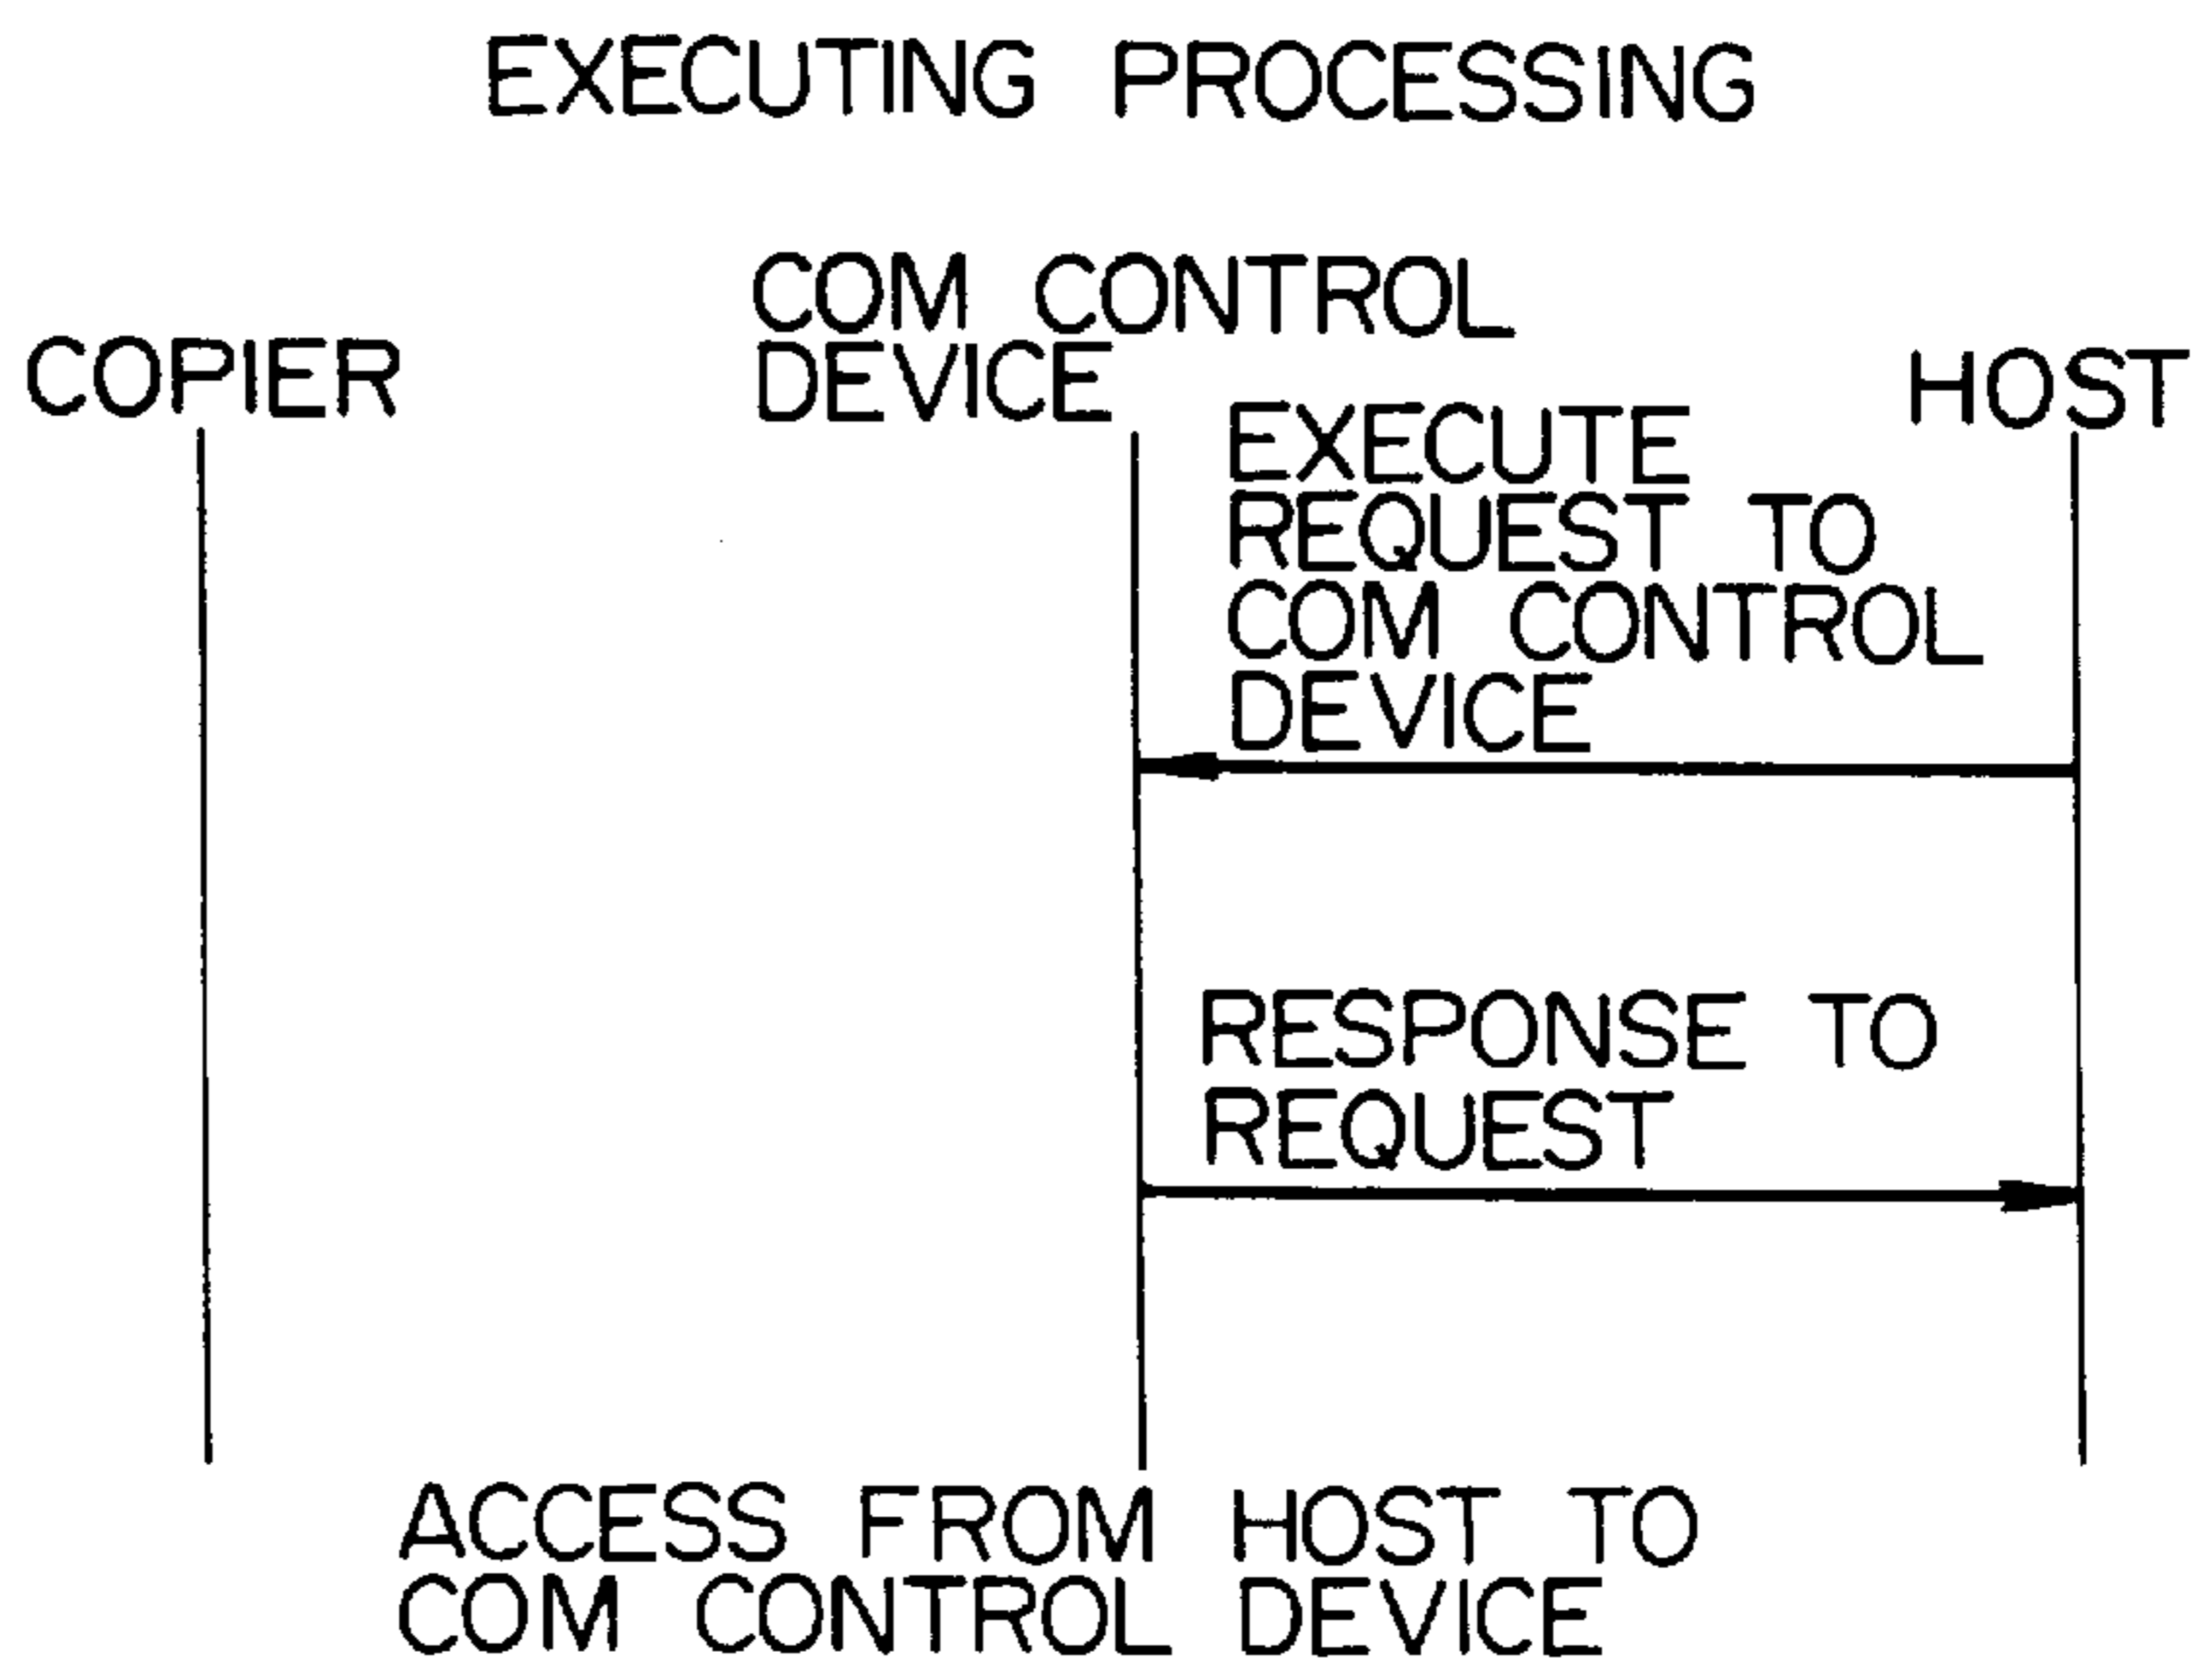 EXECUTING PROCESSING
COM CONTROL
DEVICE
COPIER
HOST
EXECUTE
REQUEST TO
COM CONTROL
DEVICE
RESPONSE TO
REQUEST
ACCESS FROM HOST TO
COM CONTROL DEVICE